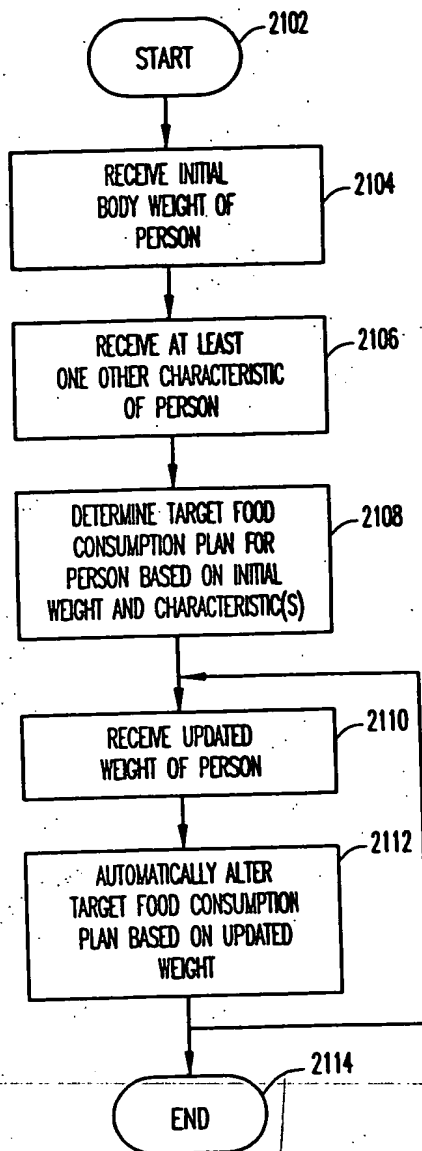 2102
START
RECEIVE INITIAL
BODY WEIGHT OF
PERSON
2104
RECEIVE AT LEAST
ONE OTHER CHARACTERISTIC
OF PERSON
2106
DETERMINE TARGET FOOD
CONSUMPTION PLAN FOR
PERSON BASED ON INITIAL
WEIGHT AND CHARACTERISTIC(S)
2108
RECEIVE UPDATED
WEIGHT OF PERSON
2110
2112
AUTOMATICALLY ALTER
TARGET FOOD CONSUMPTION
PLAN BASED ON UPDATED
WEIGHT
2114
END